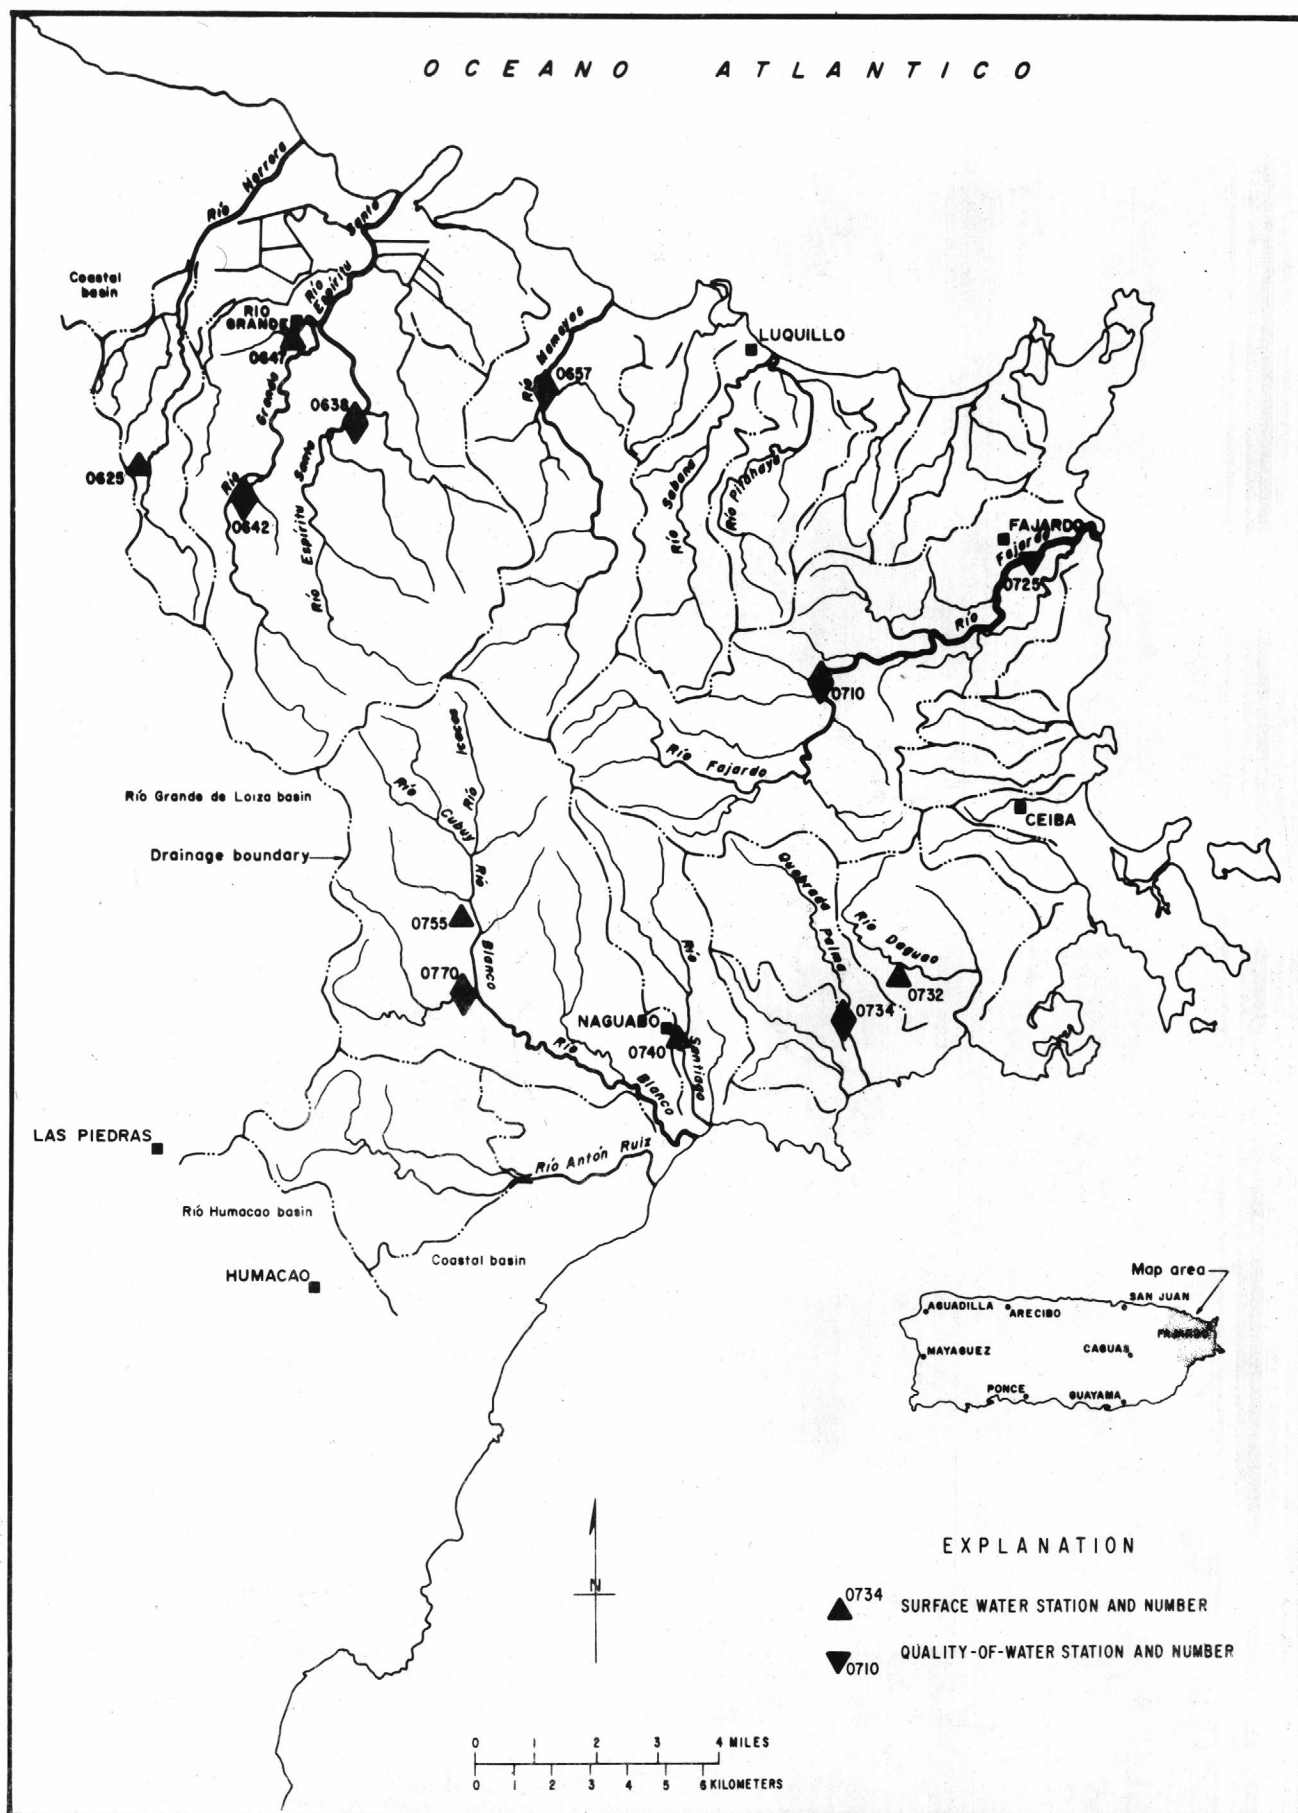 OCEANO ATLANTICO
Río Herrera
Santo
Espíritu
Río
Coastal
basin
RIO
GRANDE
0647
Río Mameyes
0657
LUQUILLO
Grande
Río
0638
0625
0642
Santo
Espíritu
Río
Río Sabana
Río Pitahaya
FAJARDO
Fajardo
0725
Río
0710
Río Fajardo
Icacos
Río
Río
Cubuy
Río Grande de Loiza basin
CEIBA
Drainage boundary
Río
Blanco
0755
0770
Quebrada
Palma
Río Daguao
0732
0734
Río
Santiago
NAGUABO
0740
Río
Blanco
LAS PIEDRAS
Río Antón Ruiz
Río Humacao basin
Coastal basin
HUMACAO
Map area
SAN JUAN
AGUADILLA
ARECIBO
FAJARDO
MAYAGUEZ
CAGUAS
PONCE
GUAYAMA
N
EXPLANATION
0734 SURFACE WATER STATION AND NUMBER
0710 QUALITY-OF-WATER STATION AND NUMBER
0 1 2 3 4 MILES
0 1 2 3 4 5 6 KILOMETERS